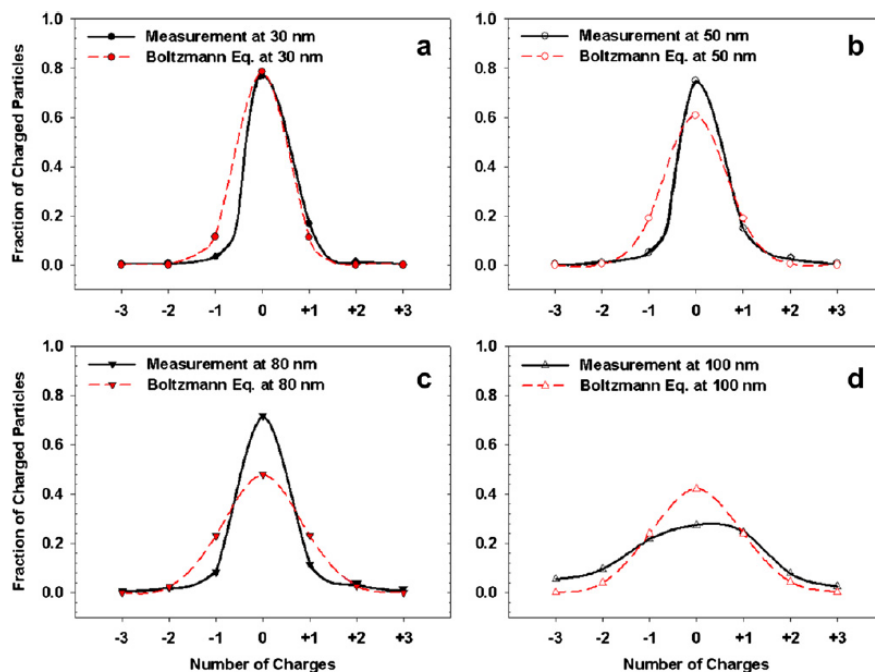 Measurement at 30 nm
Boltzmann Eq. at 30 nm
a
Fraction of Charged Particles
1.0
0.8
0.6
0.4
0.2
0.0
-3 -2 -1 0 +1 +2 +3
Measurement at 50 nm
Boltzmann Eq. at 50 nm
b
1.0
0.8
0.6
0.4
0.2
0.0
-3 -2 -1 0 +1 +2 +3
Measurement at 80 nm
Boltzmann Eq. at 80 nm
c
Fraction of Charged Particles
1.0
0.8
0.6
0.4
0.2
0.0
-3 -2 -1 0 +1 +2 +3
Number of Charges
Measurement at 100 nm
Boltzmann Eq. at 100 nm
d
1.0
0.8
0.6
0.4
0.2
0.0
-3 -2 -1 0 +1 +2 +3
Number of Charges